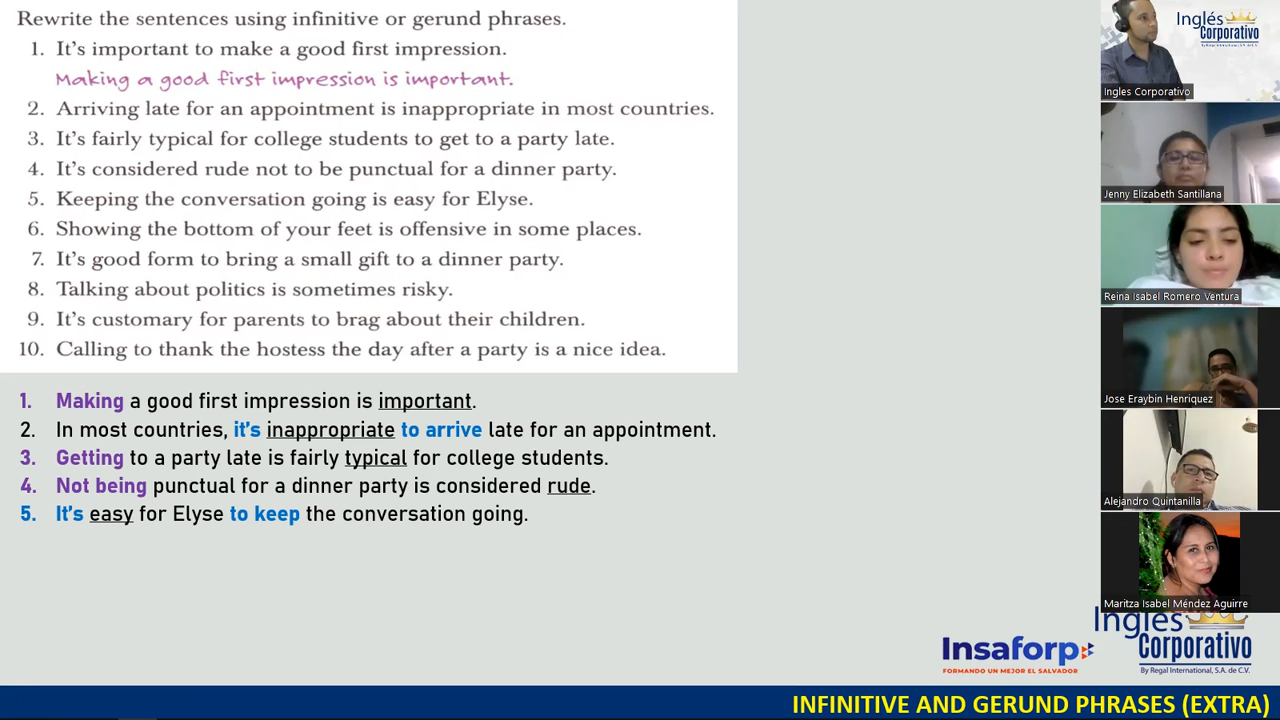 Rewrite the sentences using infinitive or gerund phrases.
1. It's important to make a good first impression.
Making a good first impression is important.
2. Arriving late for an appointment is inappropriate in most countries.
3. It's fairly typical for college students to get to a party late.
4. It's considered rude not to be punctual for a dinner party.
5. Keeping the conversation going is easy for Elyse.
6. Showing the bottom of your feet is offensive in some places.
7. It's good form to bring a small gift to a dinner party.
8. Talking about politics is sometimes risky.
9. It's customary for parents to brag about their children.
10. Calling to thank the hostess the day after a party is a nice idea.
1. Making a good first impression is important.
2. In most countries, it's inappropriate to arrive late for an appointment.
3. Getting to a party late is fairly typical for college students.
4. Not being punctual for a dinner party is considered rude.
5. It's easy for Elyse to keep the conversation going.
Inglés
Corporativo
By Regal International, S.A. de C.V.
Ingles Corporativo
Jenny Elizabeth Santillana
Reina Isabel Romero Ventura
Jose Eraybin Henriquez
Alejandro Quintanilla
Maritza Isabel Méndez Aguirre
Insaforp
FORMANDO UN MEJOR EL SALVADOR
Inglés
Corporativo
By Regal International, S.A. de C.V.
INFINITIVE AND GERUND PHRASES (EXTRA)